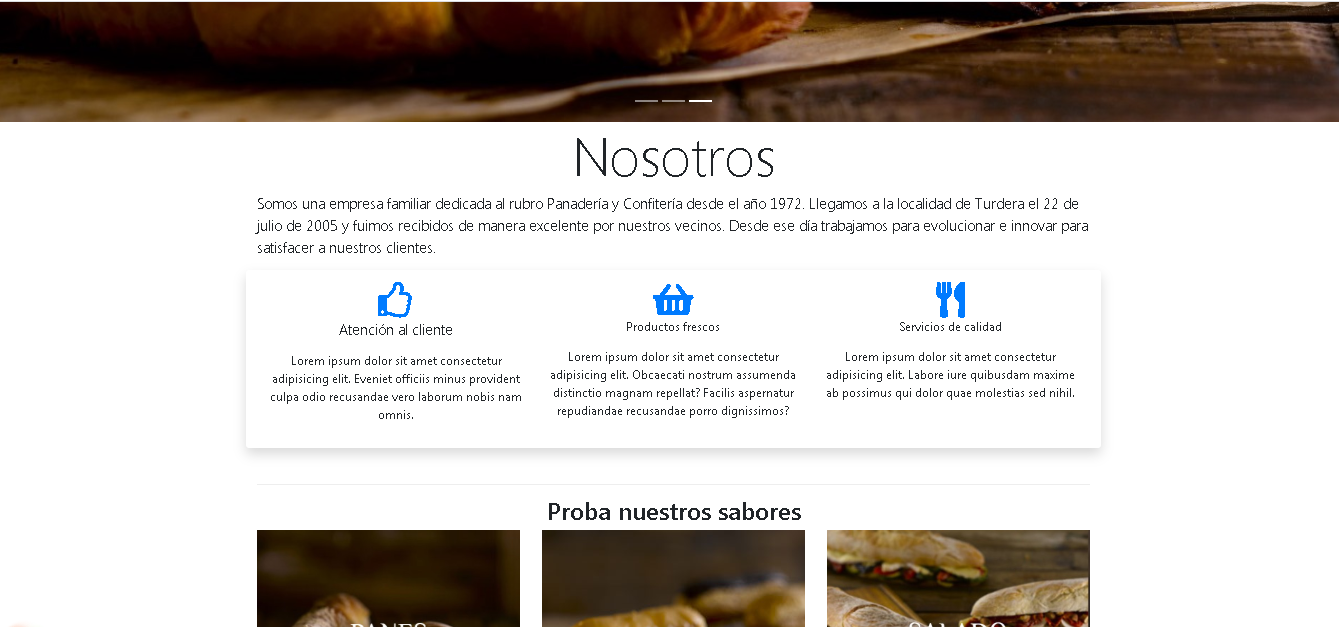 Nosotros
Somos una empresa familiar dedicada al rubro Panadería y Confitería desde el año 1972. Llegamos a la localidad de Turdera el 22 de
julio de 2005 y fuimos recibidos de manera excelente por nuestros vecinos. Desde ese día trabajamos para evolucionar e innovar para
satisfacer a nuestros clientes.
Atención al cliente
Lorem ipsum dolor sit amet consectetur
adipisicing elit. Eveniet officiis minus provident
culpa odio recusandae vero laborum nobis nam
omnis.
Productos frescos
Lorem ipsum dolor sit amet consectetur
adipisicing elit. Obcaecati nostrum assumenda
distinctio magnam repellat? Facilis aspernatur
repudiandae recusandae porro dignissimos?
Servicios de calidad
Lorem ipsum dolor sit amet consectetur
adipisicing elit. Labore iure quibusdam maxime
ab possimus qui dolor quae molestias sed nihil.
Proba nuestros sabores
PANES
SALADO